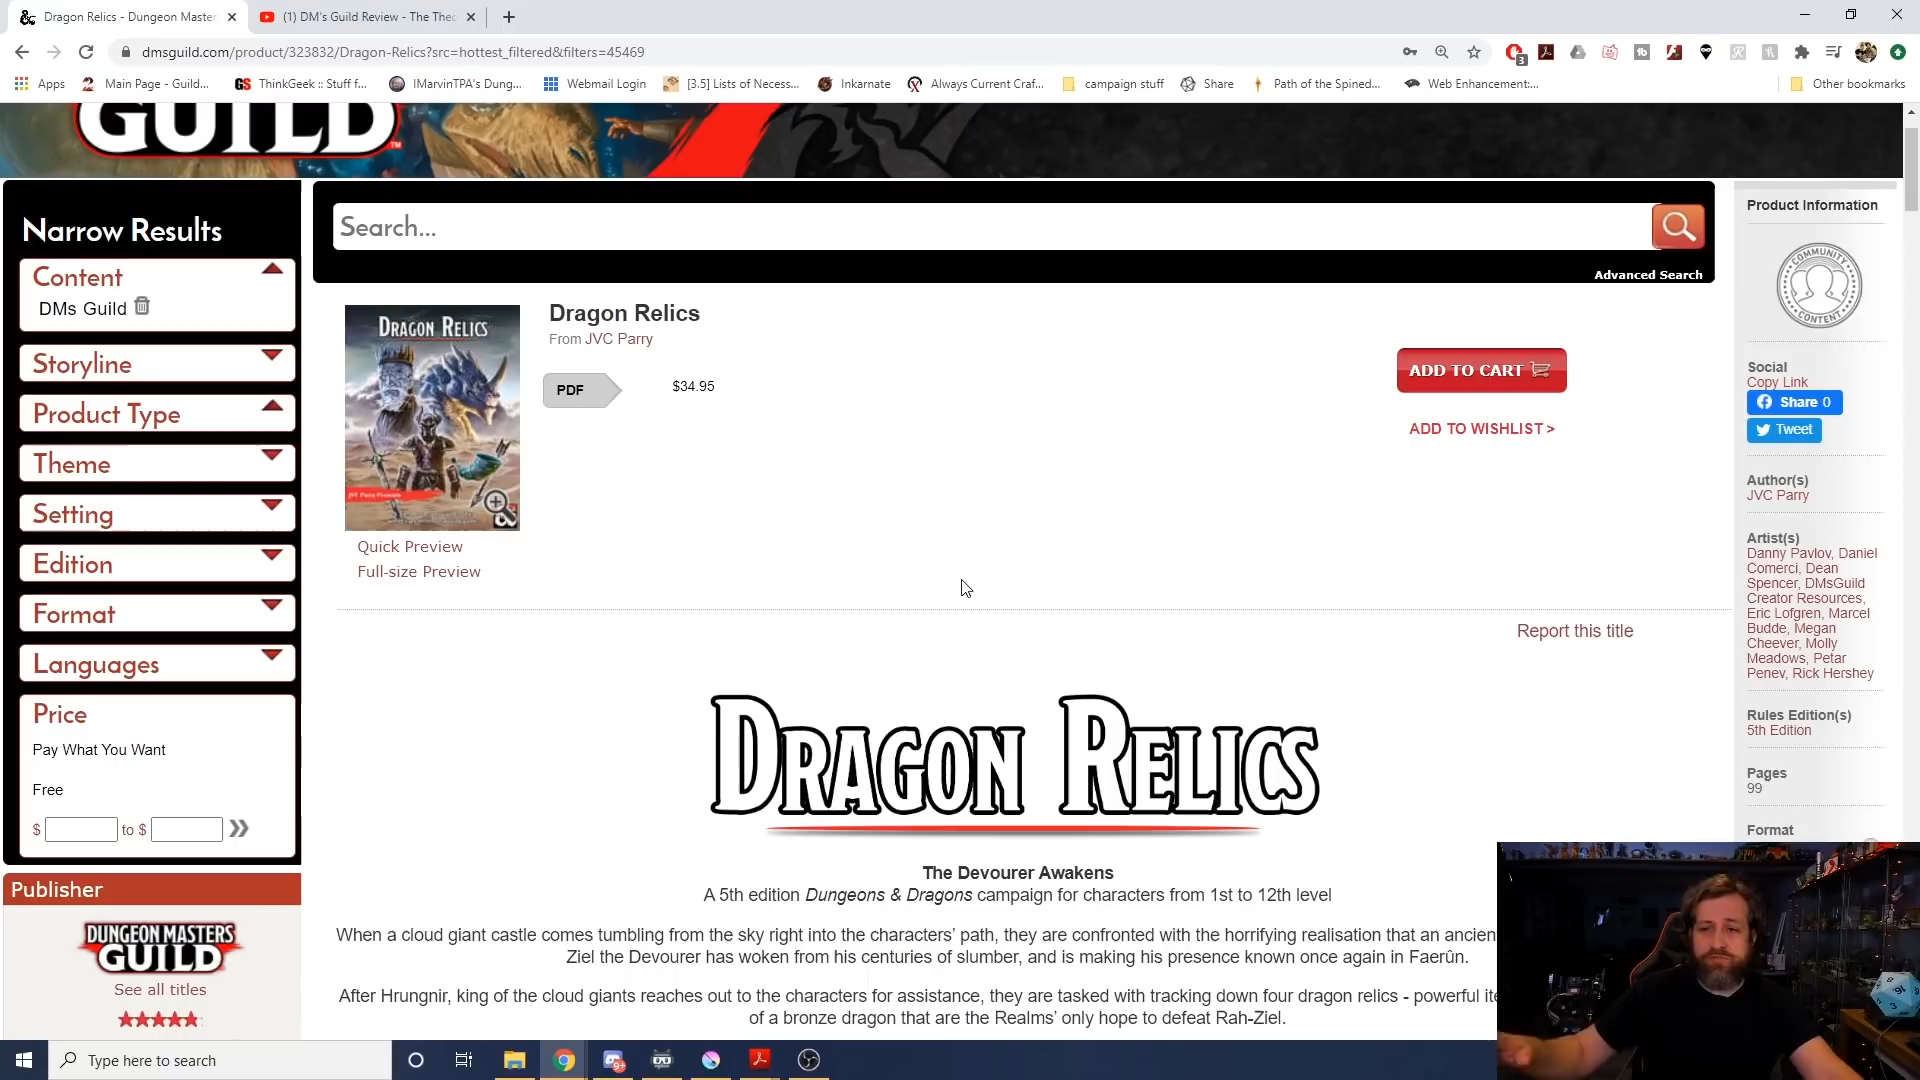 Dragon Relics - Dungeon Master
(1) DM's Guild Review - The Theo
dmsguild.com/product/323832/Dragon-Relics?src=hottest_filtered&filters=45469
3
Apps
Main Page - Guild...
ThinkGeek :: Stuff f...
IMarvinTPA's Dung...
Webmail Login
[3.5] Lists of Necess...
Inkarnate
Always Current Craf...
campaign stuff
Share
Path of the Spined...
Web Enhancement:...
Other bookmarks
GUILD
TM
Narrow Results
Content
DMs Guild
Storyline
Product Type
Theme
Setting
Edition
Format
Languages
Price
Pay What You Want
Free
$ to $
Publisher
DUNGEON MASTERS
GUILD
See all titles
Search...
Advanced Search
DRAGON RELICS
JVC Parry Presents
Quick Preview
Full-size Preview
Dragon Relics
From JVC Parry
PDF
$34.95
ADD TO CART
ADD TO WISHLIST >
Report this title
DRAGON RELICS
The Devourer Awakens
A 5th edition Dungeons & Dragons campaign for characters from 1st to 12th level
When a cloud giant castle comes tumbling from the sky right into the characters' path, they are confronted with the horrifying realisation that an ancien
Ziel the Devourer has woken from his centuries of slumber, and is making his presence known once again in Faerûn.
After Hrungnir, king of the cloud giants reaches out to the characters for assistance, they are tasked with tracking down four dragon relics - powerful ite
of a bronze dragon that are the Realms' only hope to defeat Rah-Ziel.
Product Information
COMMUNITY
CONTENT
Social
Copy Link
Share 0
Tweet
Author(s)
JVC Parry
Artist(s)
Danny Pavlov, Daniel
Comerci, Dean
Spencer, DMsGuild
Creator Resources,
Eric Lofgren, Marcel
Budde, Megan
Cheever, Molly
Meadows, Petar
Penev, Rick Hershey
Rules Edition(s)
5th Edition
Pages
99
Format
Type here to search
9+